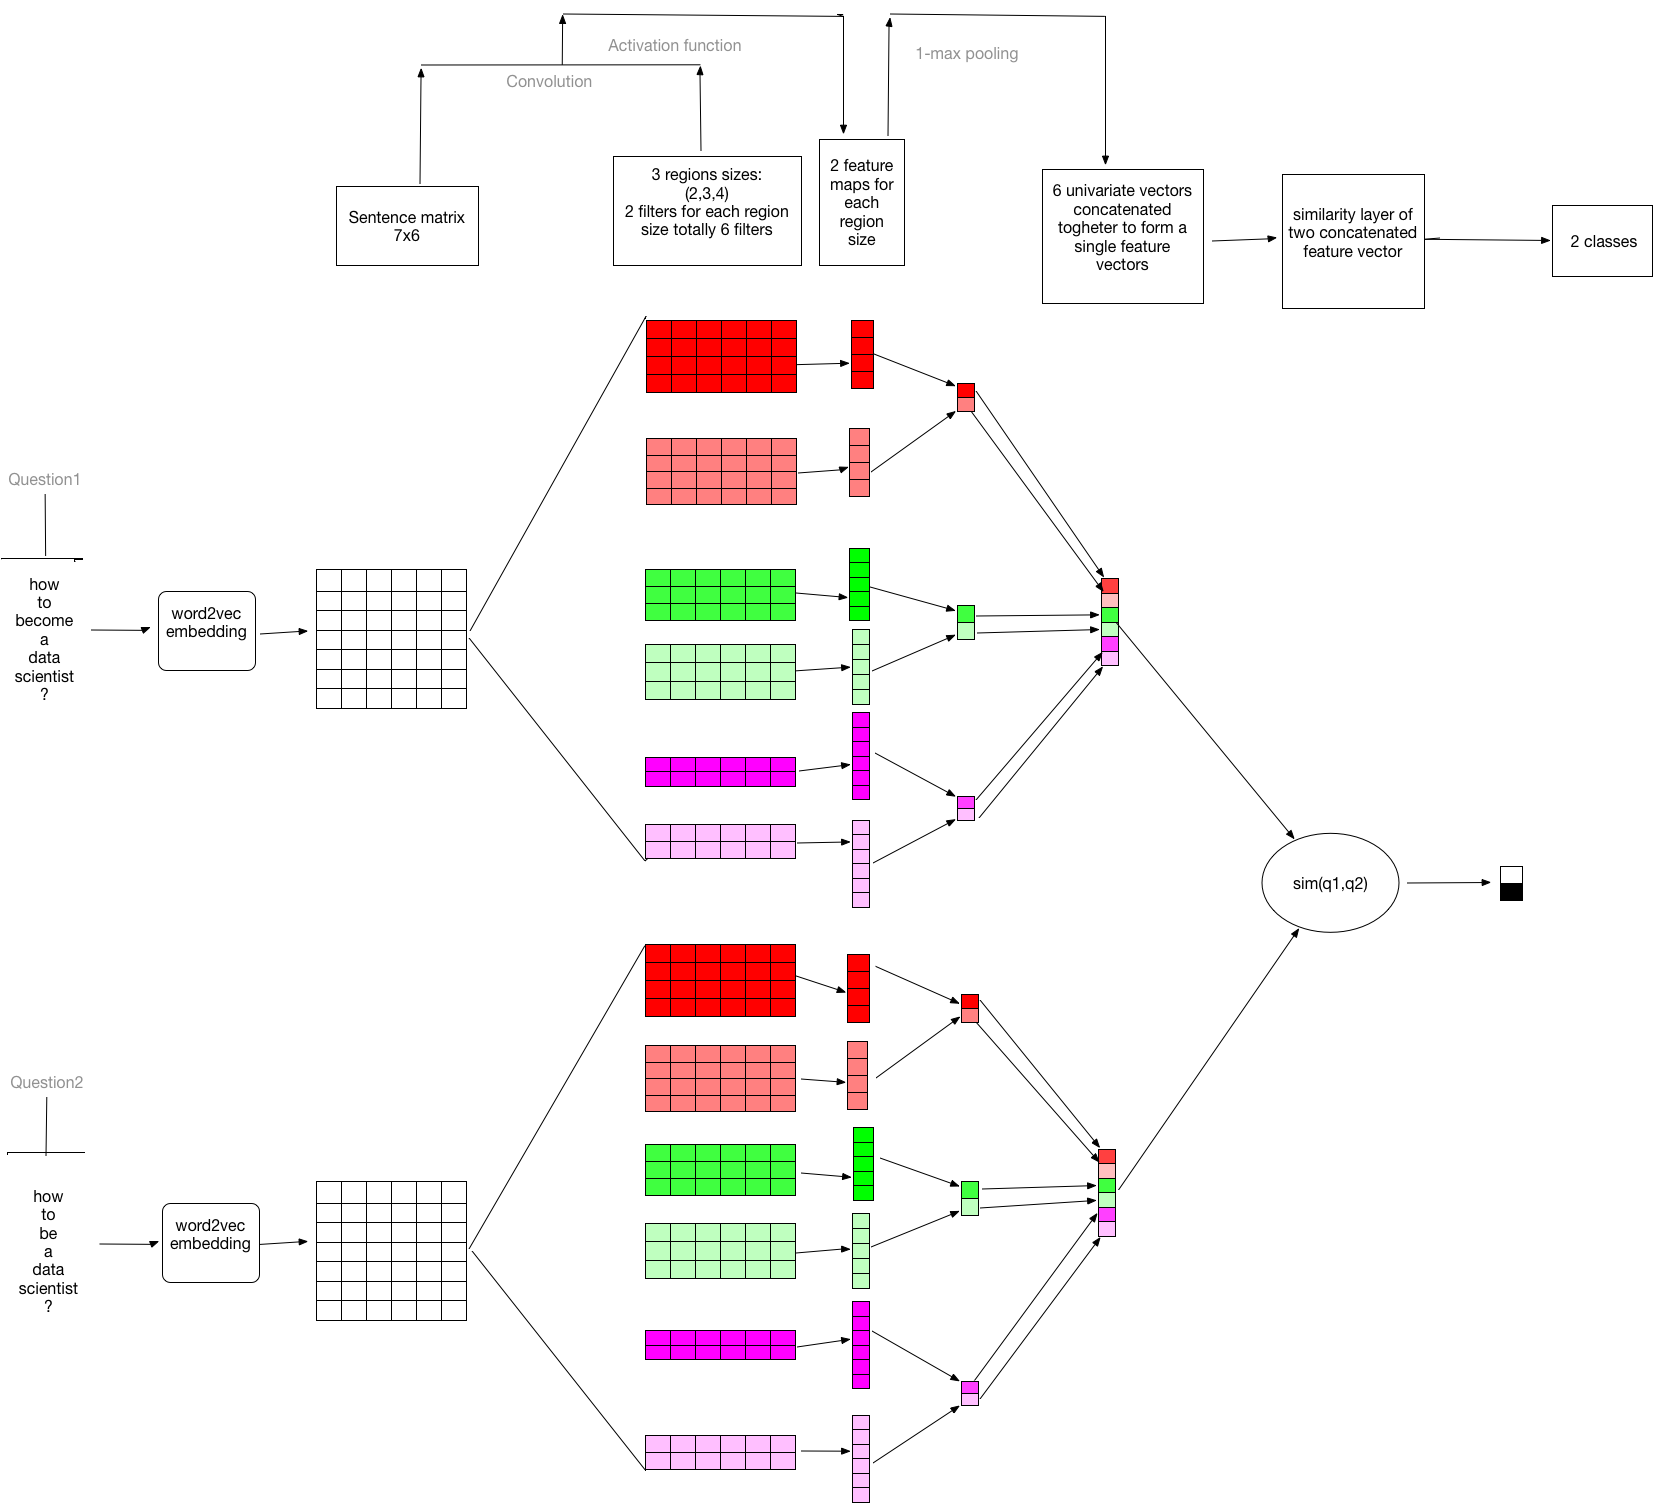 Activation function
1-max pooling
Convolution
Sentence matrix
7x6
3 regions sizes:
(2,3,4)
2 filters for each region
size totally 6 filters
2 feature
maps for
each
region
size
6 univariate vectors
concatenated
togheter to form a
single feature
vectors
similarity layer of
two concatenated
feature vector
2 classes
Question1
how
to
become
a
data
scientist
?
word2vec
embedding
sim(q1,q2)
Question2
how
to
be
a
data
scientist
?
word2vec
embedding